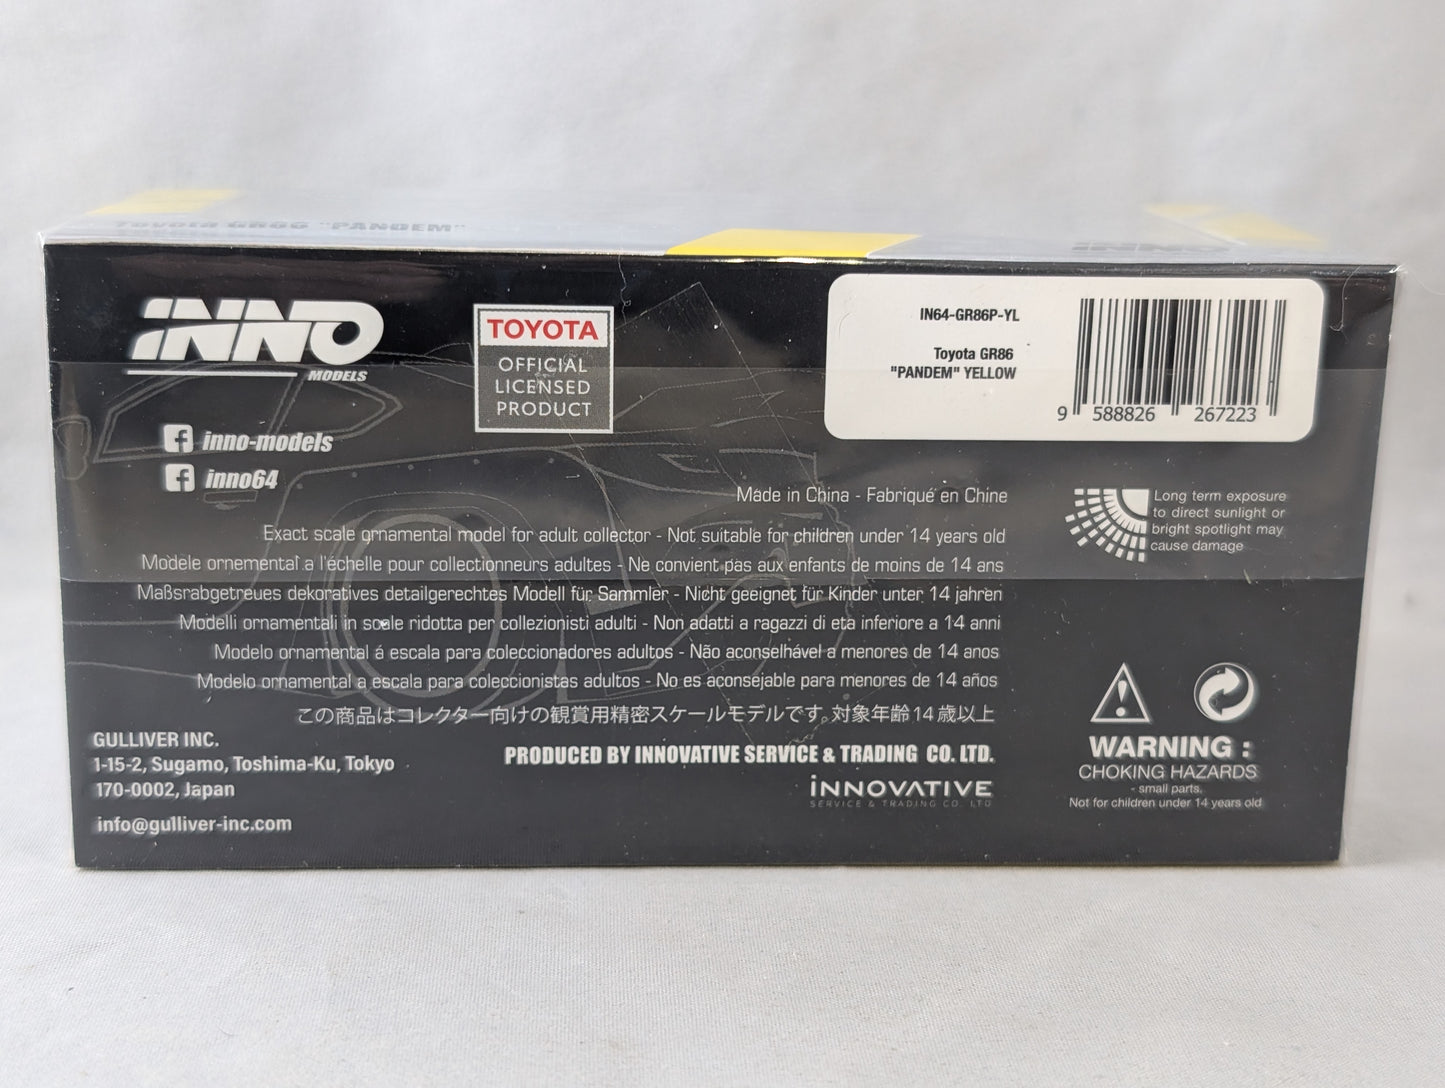 Toyota GR86 "PANDEM"
INNO
INNO
MODELS
TOYOTA
OFFICIAL
LICENSED
PRODUCT
IN64-GR86P-YL
Toyota GR86
"PANDEM" YELLOW
9 588826 267223
inno-models
inno64
Made in China - Fabriqué en Chine
Long term exposure
to direct sunlight or
bright spotlight may
cause damage
Exact scale ornamental model for adult collector - Not suitable for children under 14 years old
Modele ornemental a l'échelle pour collectionneurs adultes - Ne convient pas aux enfants de moins de 14 ans
Maßsrabgetreues dekoratives detailgerechtes Modell für Sammler - Nicht geeignet für Kinder unter 14 jahren
Modelli ornamentali in scale ridotta per collezionisti adulti - Non adatti a ragazzi di eta inferiore a 14 anni
Modelo ornamental á escala para coleccionadores adultos - Não aconselhável a menores de 14 anos
Modelo ornamental a escala para coleccionistas adultos - No es aconsejable para menores de 14 años
この商品はコレクター向けの観賞用精密スケールモデルです。対象年齢14歳以上
GULLIVER INC.
1-15-2, Sugamo, Toshima-Ku, Tokyo
170-0002, Japan
info@gulliver-inc.com
PRODUCED BY INNOVATIVE SERVICE & TRADING CO. LTD.
INNOVATIVE
SERVICE & TRADING CO. LTD
WARNING :
CHOKING HAZARDS
- small parts.
Not for children under 14 years old